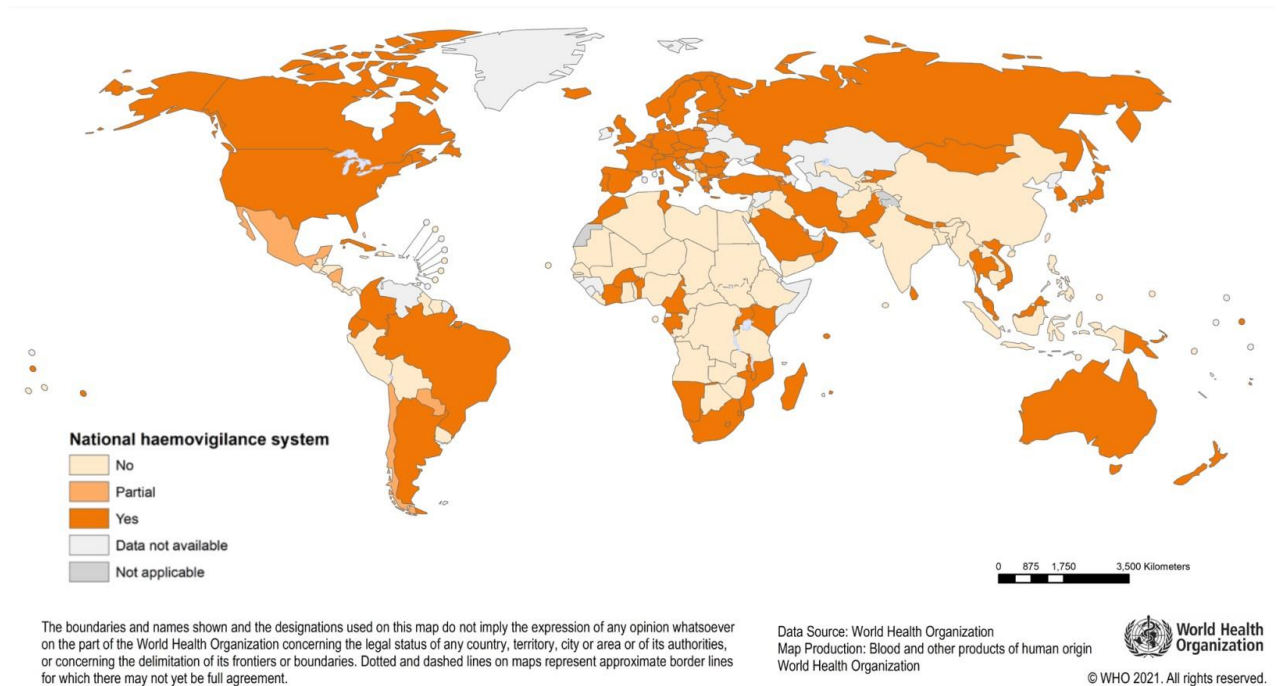 National haemovigilance system
No
Partial
Yes
Data not available
Not applicable
0 875 1,750 3,500 Kilometers
The boundaries and names shown and the designations used on this map do not imply the expression of any opinion whatsoever
on the part of the World Health Organization concerning the legal status of any country, territory, city or area or of its authorities,
or concerning the delimitation of its frontiers or boundaries. Dotted and dashed lines on maps represent approximate border lines
for which there may not yet be full agreement.
Data Source: World Health Organization
Map Production: Blood and other products of human origin
World Health Organization
World Health
Organization
© WHO 2021. All rights reserved.